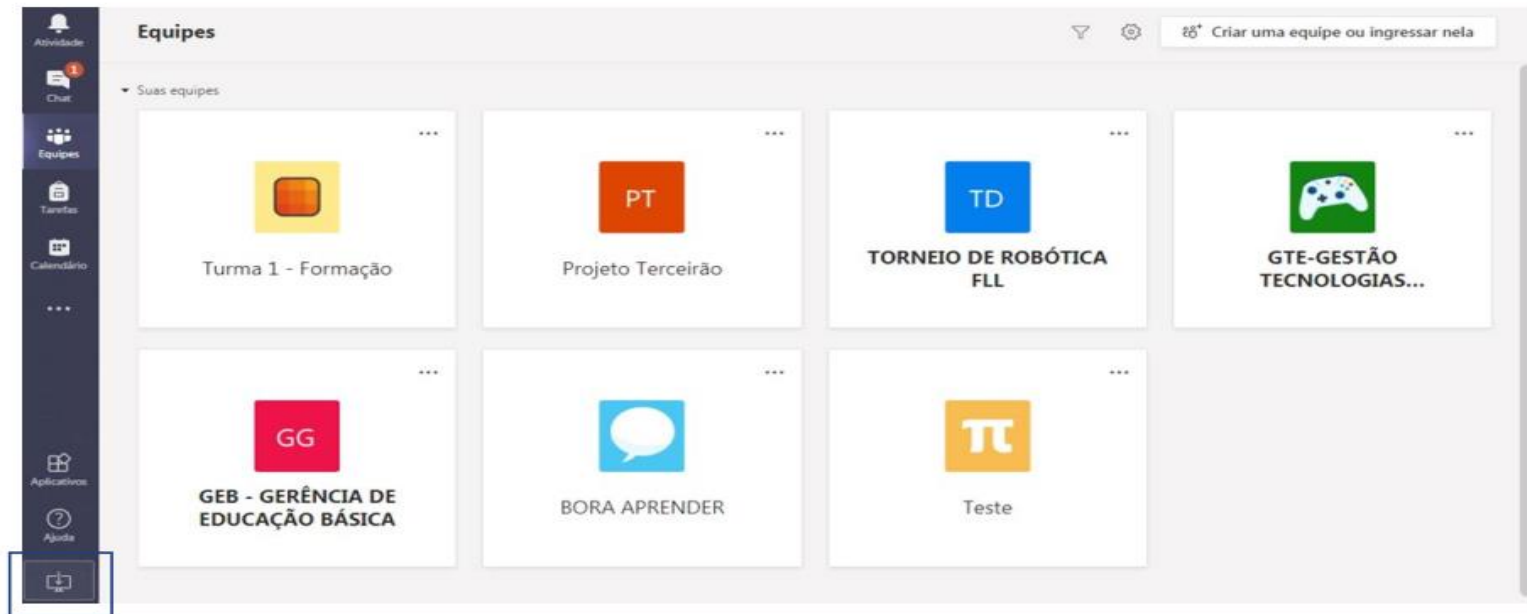 Atividade
Chat
1
Equipes
Tarefas
Calendário
...
Aplicativos
Ajuda
Equipes
Criar uma equipe ou ingressar nela
Suas equipes
Turma 1 - Formação
PT
Projeto Terceirão
TD
TORNEIO DE ROBÓTICA
FLL
GTE-GESTÃO
TECNOLOGIAS...
GG
GEB - GERÊNCIA DE
EDUCAÇÃO BÁSICA
BORA APRENDER
π
Teste